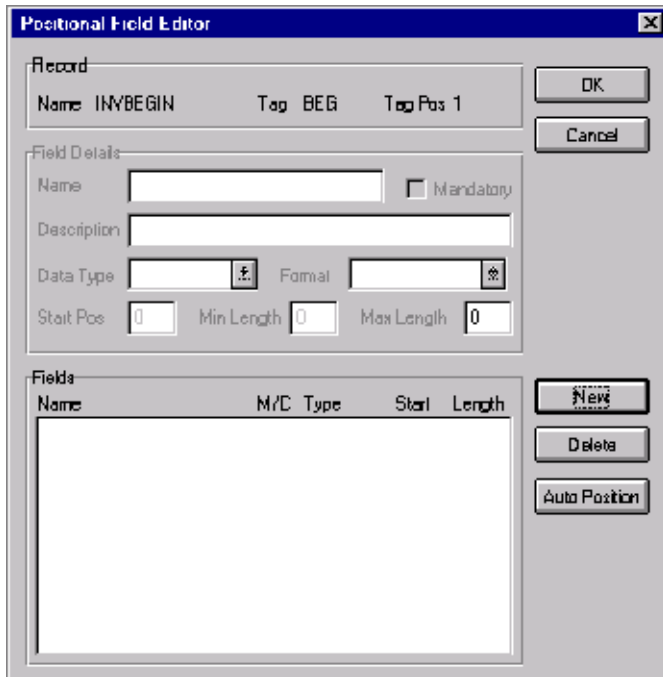 Positional Field Editor
Record
Name INVBEGIN Tag BEG Tag Pos 1
OK
Cancel
Field Details
Name Mandatory
Description
Data Type Format
Start Pos 0 Min Length 0 Max Length 0
Fields
Name M/C Type Start Length
New
Delete
Auto Position